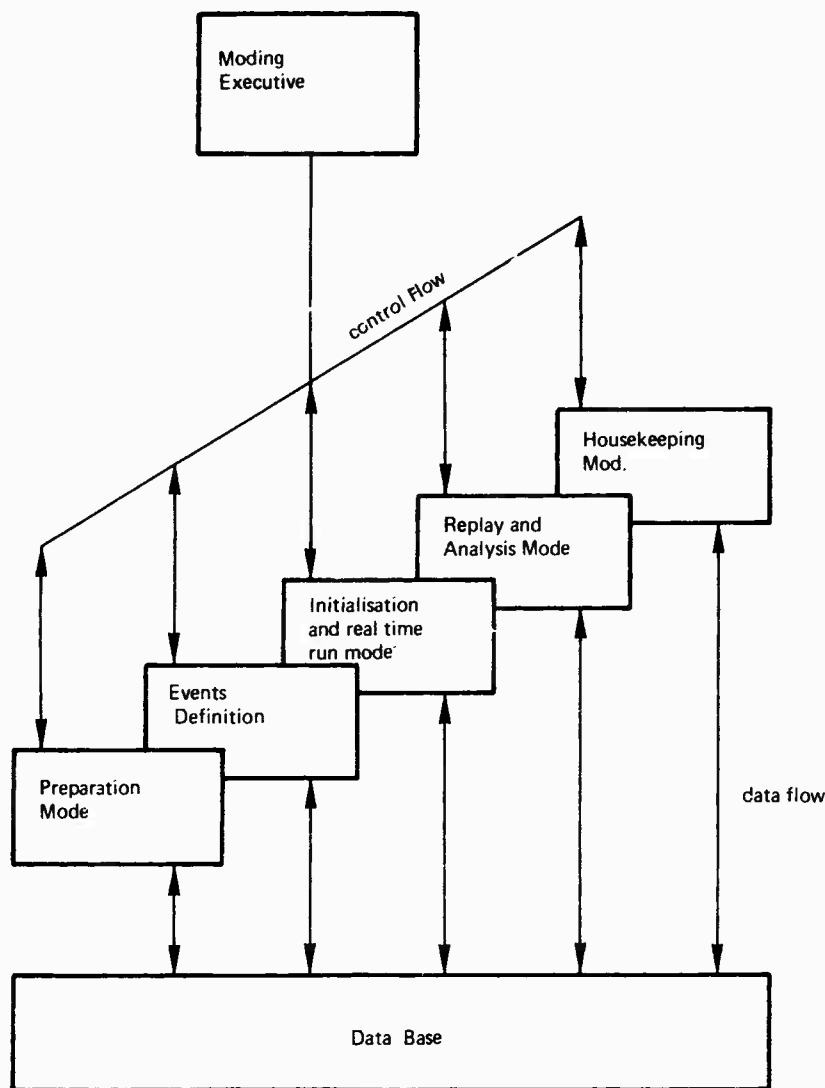 Moding
Executive
control Flow
Housekeeping
Mod.
Replay and
Analysis Mode
Initialisation
and real time
run mode
Events
Definition
Preparation
Mode
data flow
Data Base